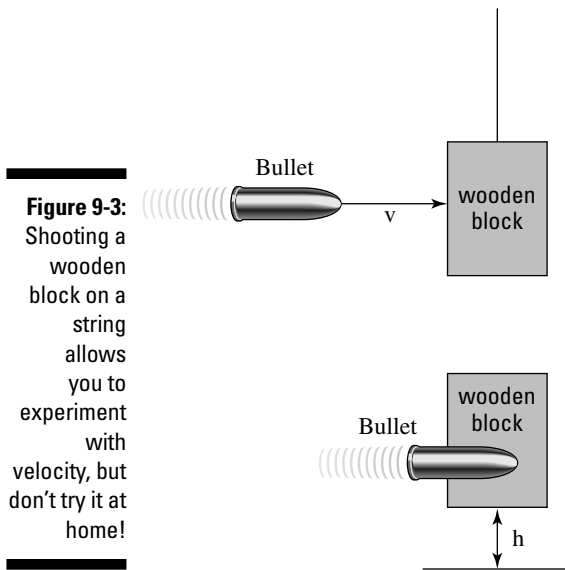 Bullet
v
wooden
block
Figure 9-3:
Shooting a
wooden
block on a
string
allows
you to
experiment
with
velocity, but
don't try it at
home!
wooden
block
Bullet
h